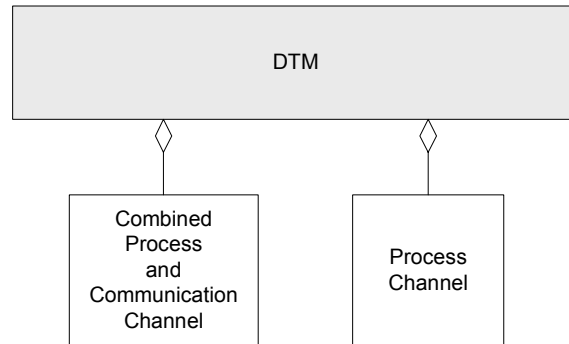 DTM
Combined
Process
and
Communication
Channel
Process
Channel